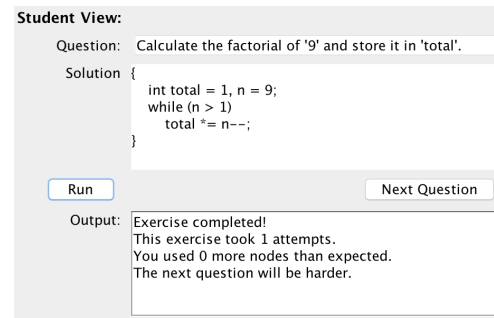 Student View:
Question: Calculate the factorial of '9' and store it in 'total'.
Solution {
int total = 1, n = 9;
while (n > 1)
total *= n--;
}
Run Next Question
Output: Exercise completed!
This exercise took 1 attempts.
You used 0 more nodes than expected.
The next question will be harder.